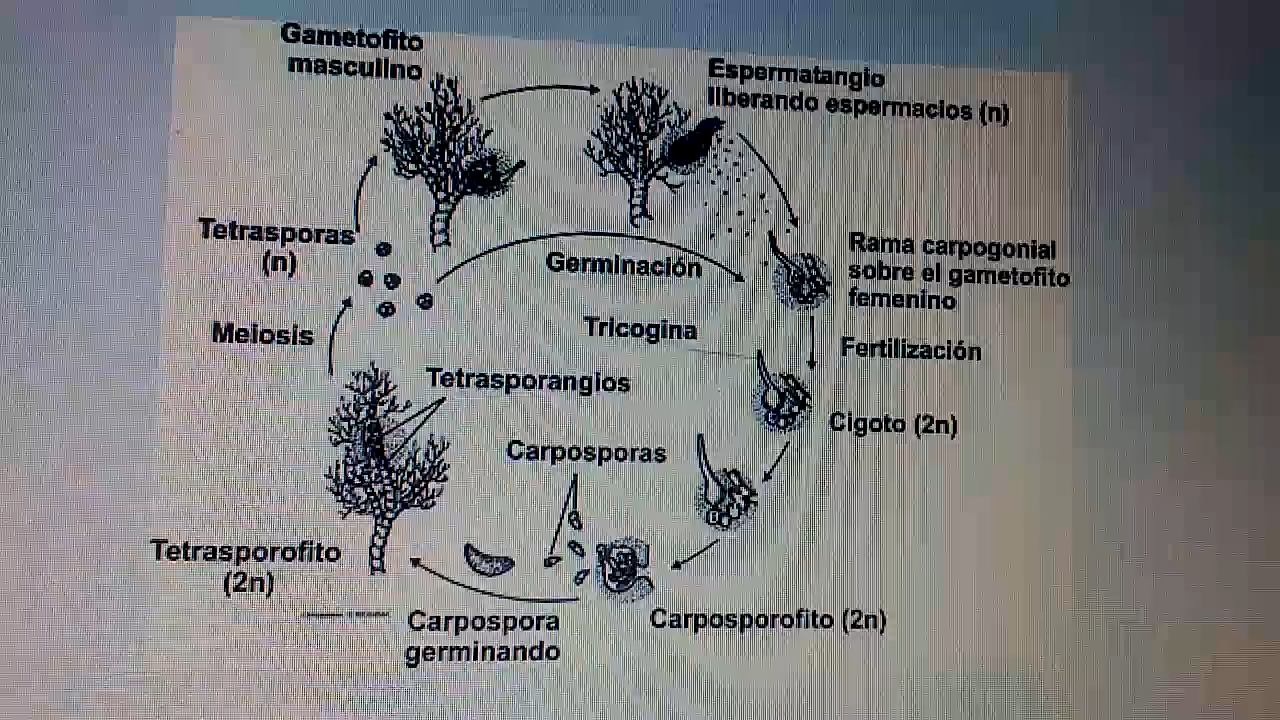 Gametofito
masculino
Espermatangio
liberando espermacios (n)
Tetrasporas
(n)
Germinación
Rama carpogonial
sobre el gametofito
femenino
Meiosis
Tricogina
Fertilización
Tetrasporangios
Cigoto (2n)
Carposporas
Tetrasporofito
(2n)
Carpospora
germinando
Carposporofito (2n)